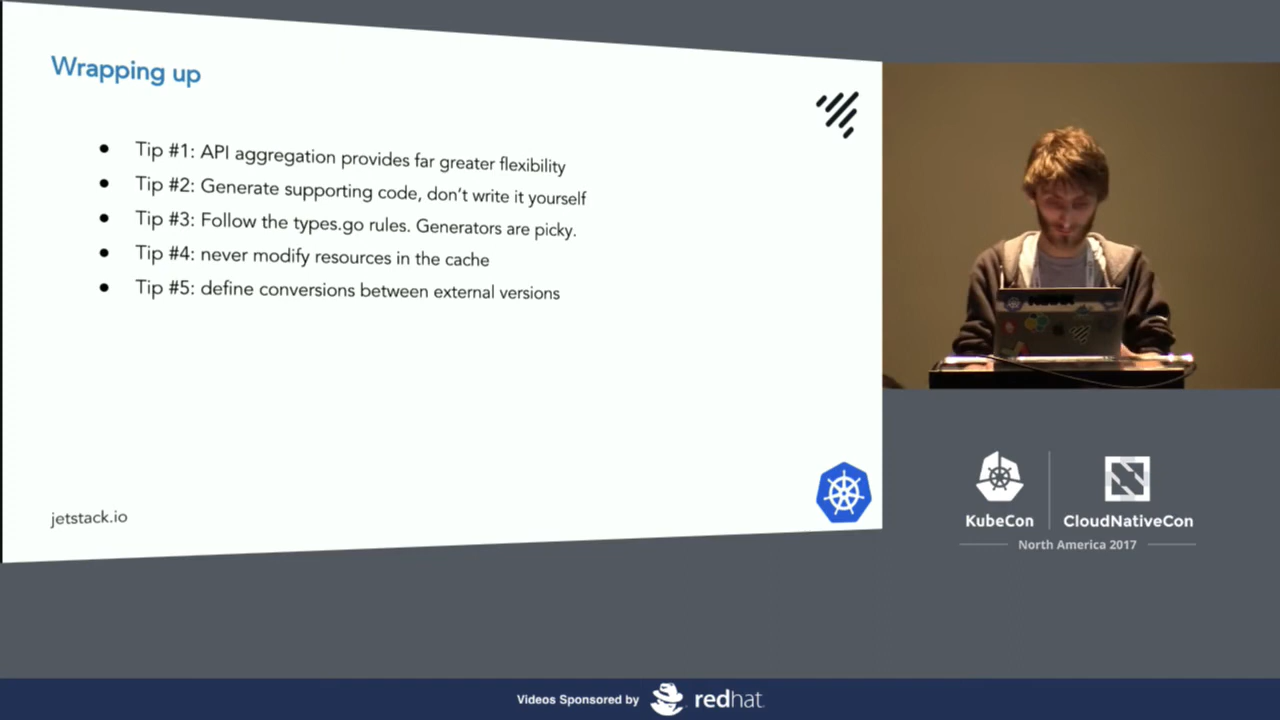 Wrapping up
Tip #1: API aggregation provides far greater flexibility
Tip #2: Generate supporting code, don't write it yourself
Tip #3: Follow the types.go rules. Generators are picky.
Tip #4: never modify resources in the cache
Tip #5: define conversions between external versions
jetstack.io
KubeCon
CloudNativeCon
North America 2017
Videos Sponsored by
redhat